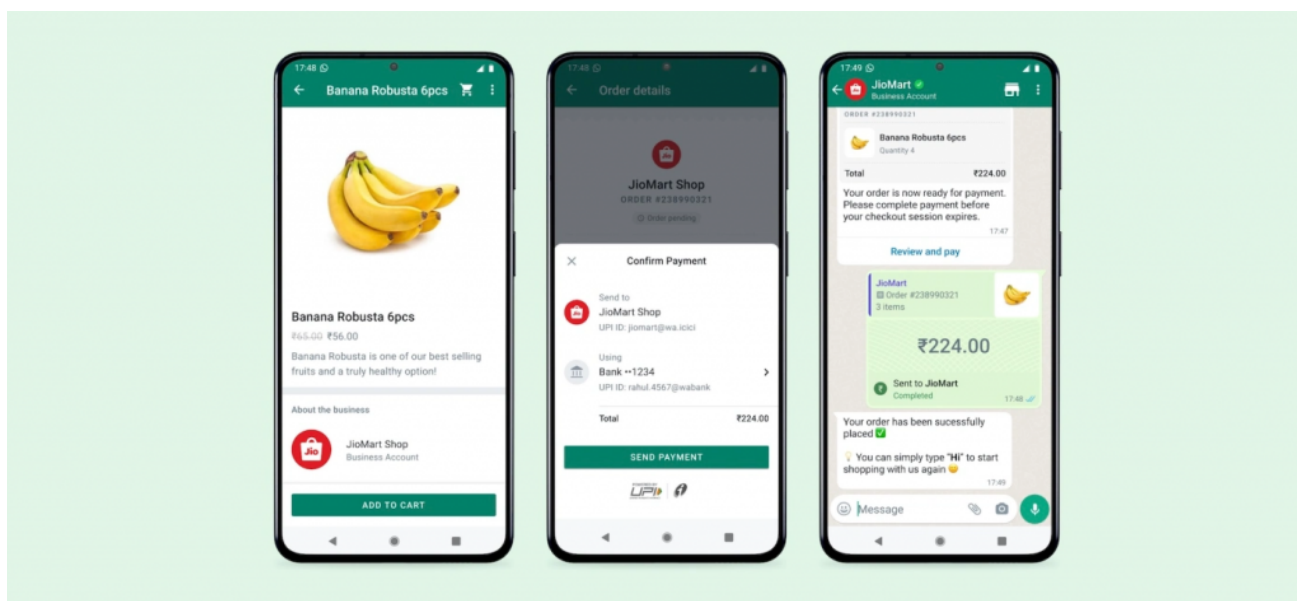 17:48
Banana Robusta 6pcs
Banana Robusta 6pcs
₹65.00 ₹56.00
Banana Robusta is one of our best selling
fruits and a truly healthy option!
About the business
Jio
JioMart Shop
Business Account
ADD TO CART
17:48
Order details
Jio
JioMart Shop
ORDER #238990321
Order pending
Confirm Payment
Send to
JioMart Shop
UPI ID: jiomart@wa.icici
Using
Bank ••1234
UPI ID: rahul.4567@wabank
Total ₹224.00
SEND PAYMENT
UPI
17:49
JioMart
Business Account
ORDER #238990321
Banana Robusta 6pcs
Quantity 4
Total ₹224.00
Your order is now ready for payment.
Please complete payment before
your checkout session expires.
17:47
Review and pay
JioMart
Order #238990321
3 items
₹224.00
Sent to JioMart
Completed
17:48
Your order has been sucessfully
placed ✅
💡 You can simply type "Hi" to start
shopping with us again 😊
17:49
Message